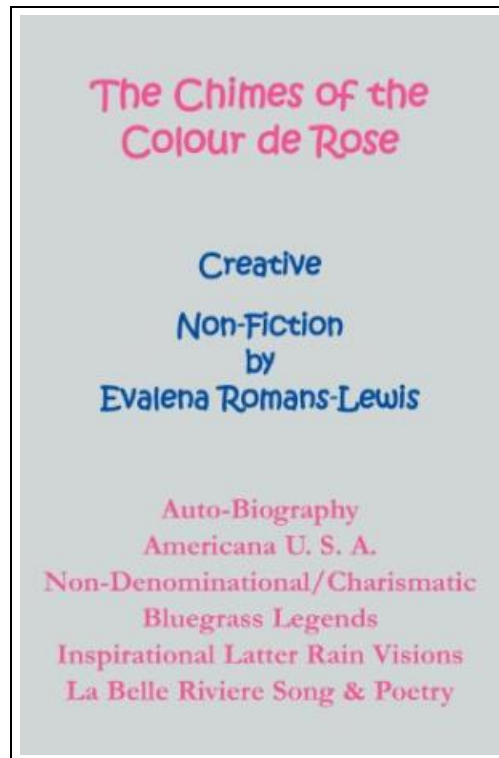 The Chimes of the
Colour de Rose
Creative
Non-Fiction
by
Evalena Romans-Lewis
Auto-Biography
Americana U. S. A.
Non-Denominational/Charismatic
Bluegrass Legends
Inspirational Latter Rain Visions
La Belle Riviere Song & Poetry